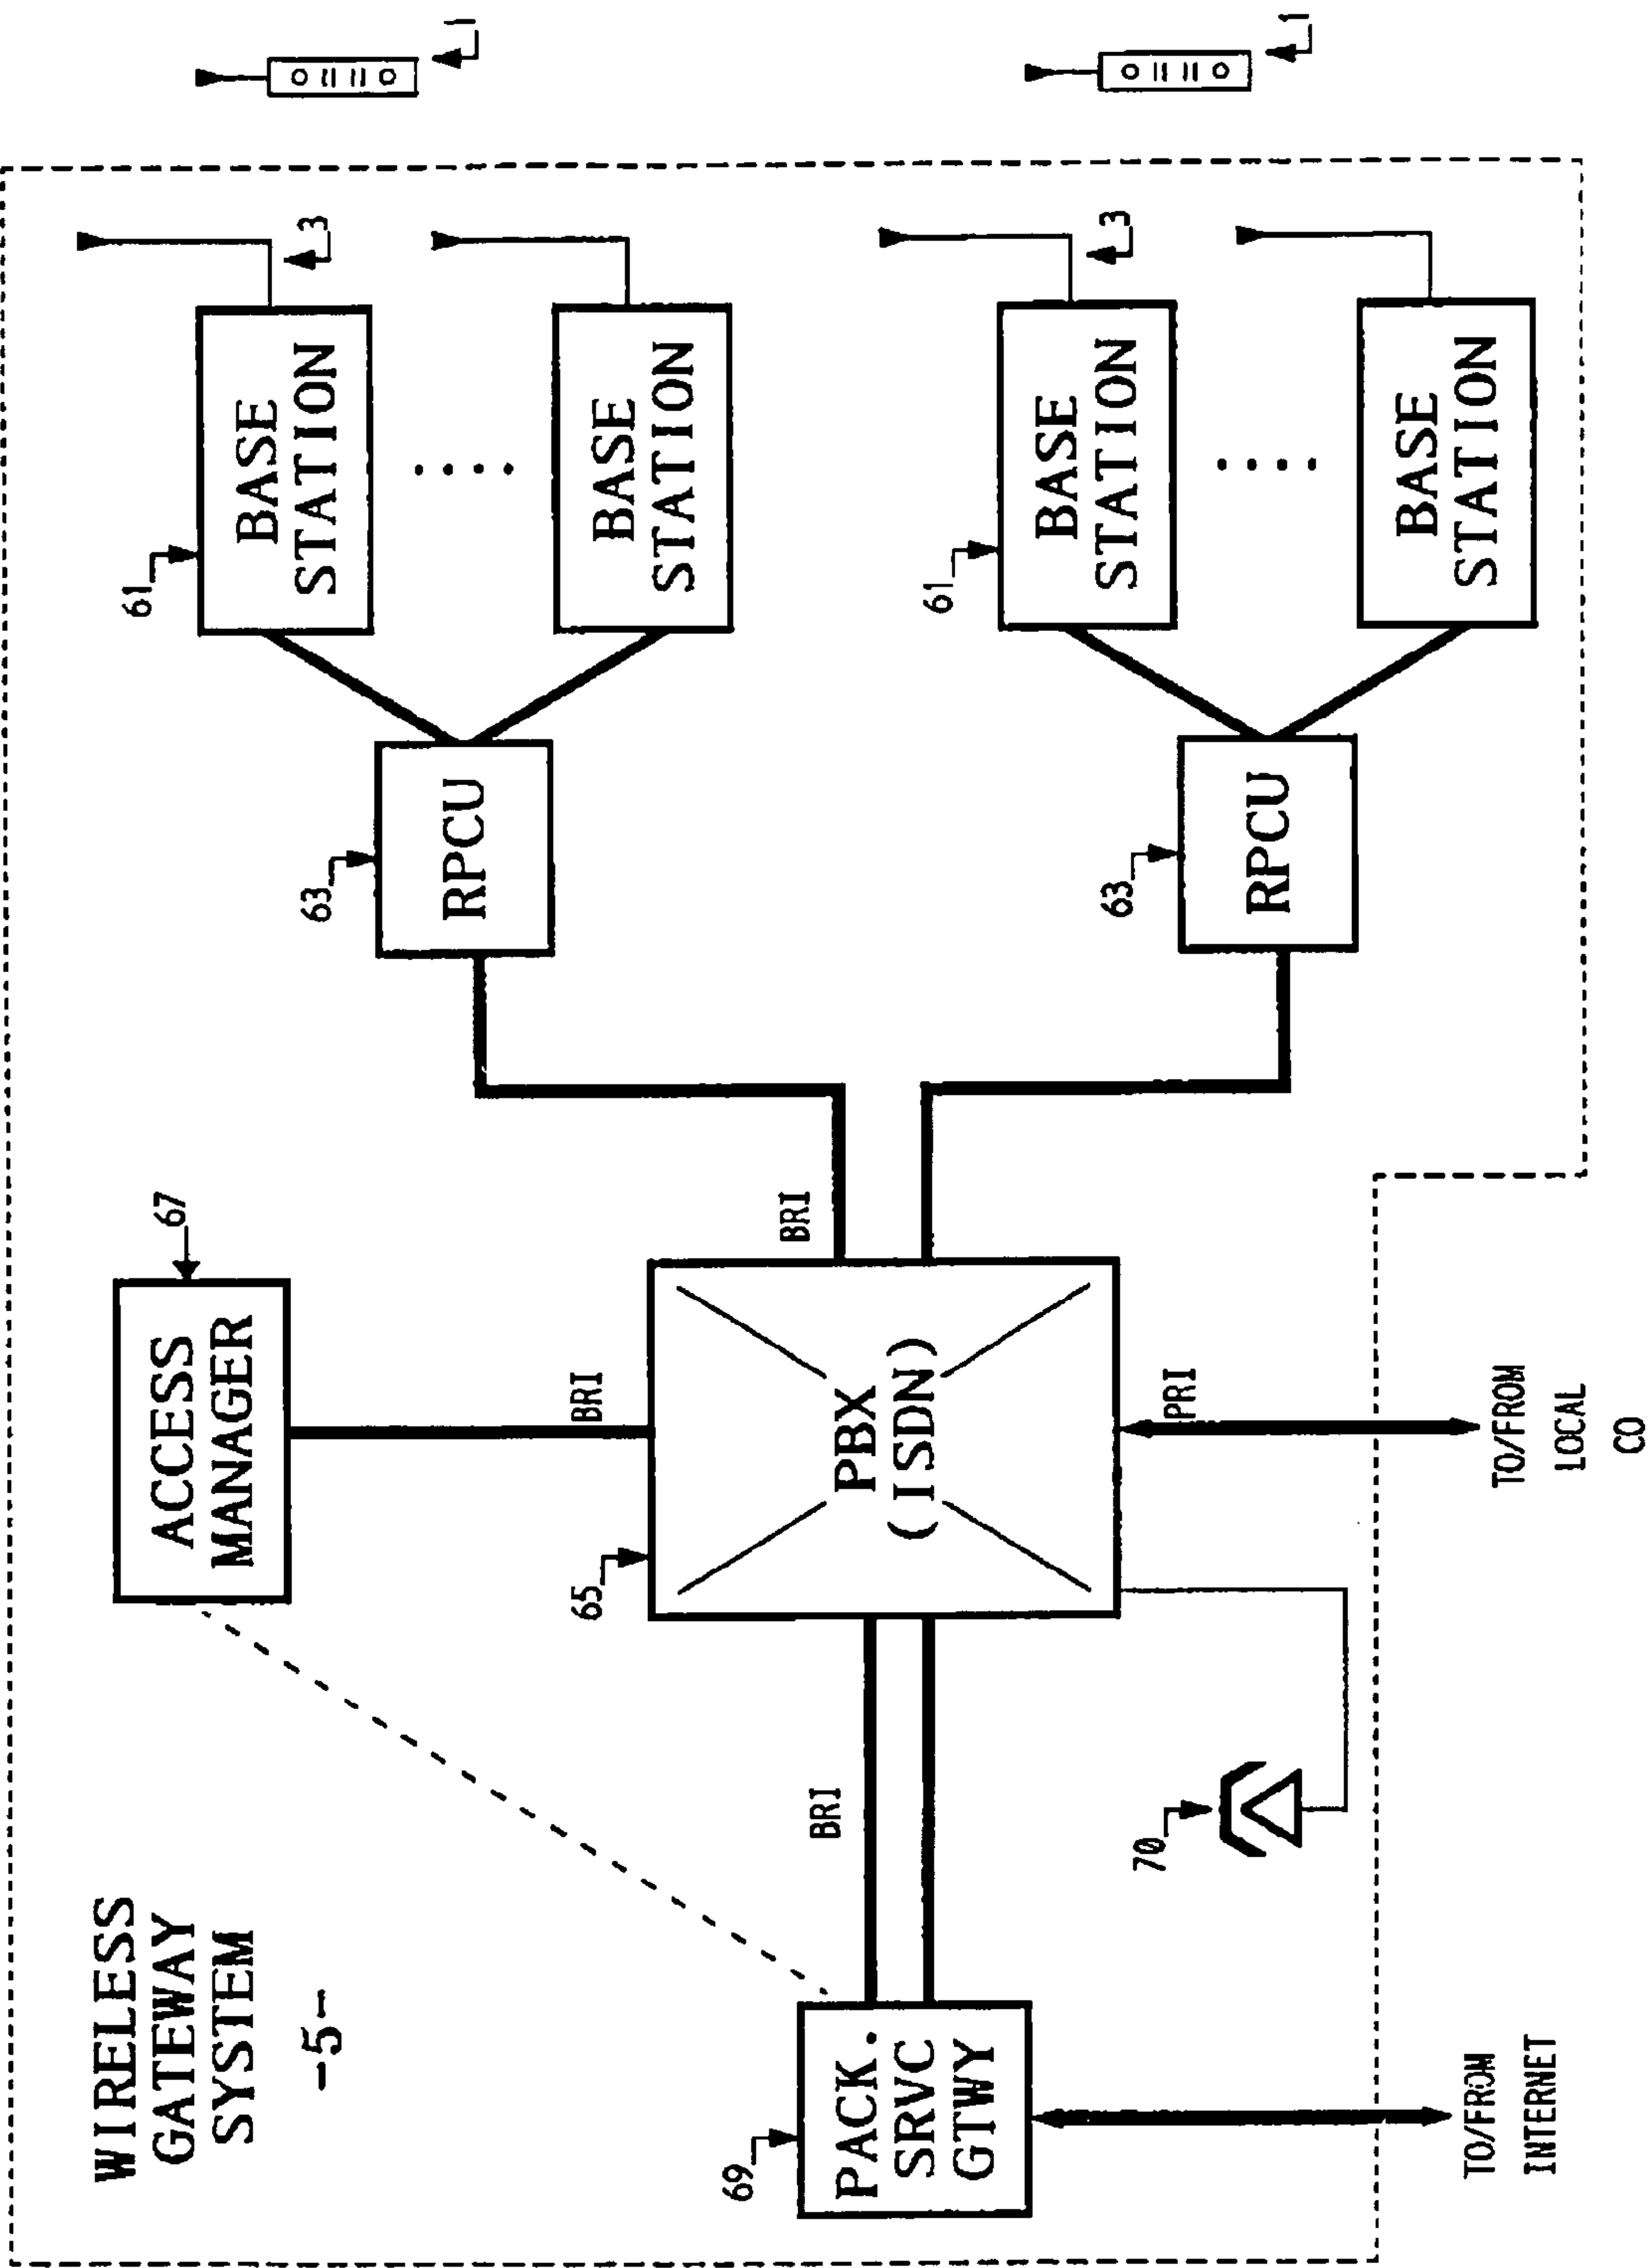 WIRELESS
GATEWAY
SYSTEM
-5-
ACCESS
MANAGER
67
61
BASE
STATION
3
1
BASE
STATION
63
RPCU
BRI
65
PBX
(ISDN)
BRI
BRI
69
PACK.
SRVC
GTWY
61
BASE
STATION
3
1
BASE
STATION
63
RPCU
70
PRI
TO/FROM
INTERNET
TO/FROM
LOCAL
CO